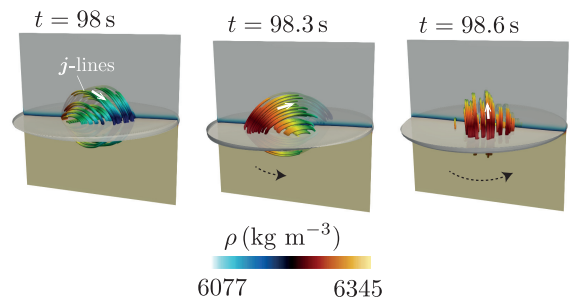 t = 98 s
t = 98.3 s
t = 98.6 s
j-lines
ρ (kg m⁻³)
6077
6345